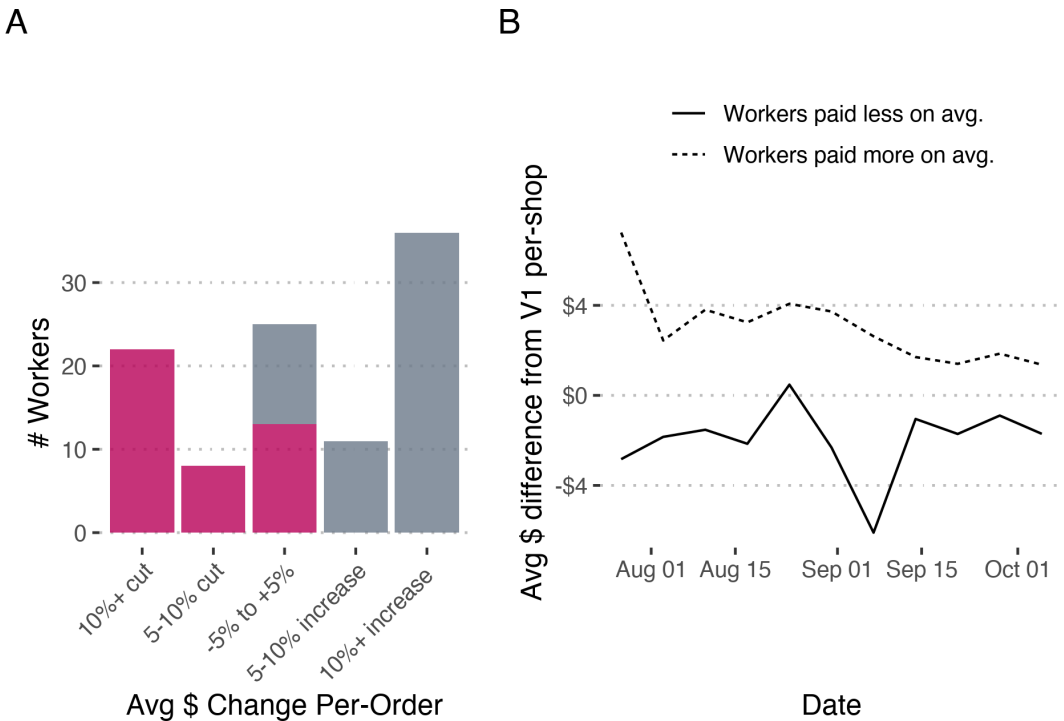 A
# Workers
30
20
10
0
10%+ cut
5-10% cut
-5% to +5%
5-10% increase
10%+ increase
Avg $ Change Per-Order
B
Workers paid less on avg.
Workers paid more on avg.
Avg $ difference from V1 per-shop
$4
$0
-$4
Aug 01
Aug 15
Sep 01
Sep 15
Oct 01
Date